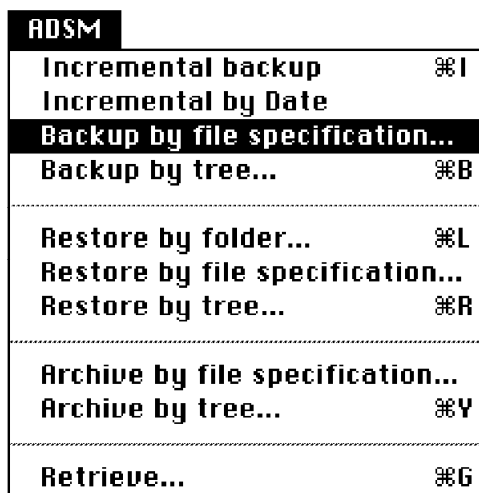 ADSM
Incremental backup ⌘I
Incremental by Date
Backup by file specification...
Backup by tree... ⌘B
Restore by folder... ⌘L
Restore by file specification...
Restore by tree... ⌘R
Archive by file specification...
Archive by tree... ⌘Y
Retrieve... ⌘G